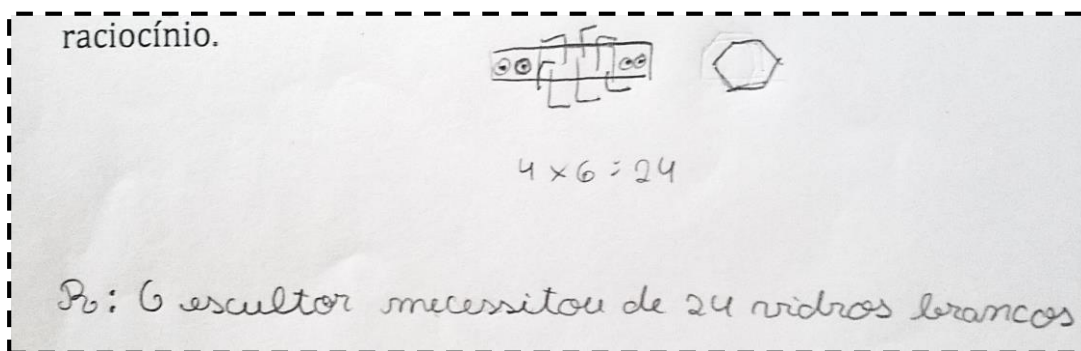 raciocínio.
4 × 6 = 24
R: O escultor necessitou de 24 vidros brancos